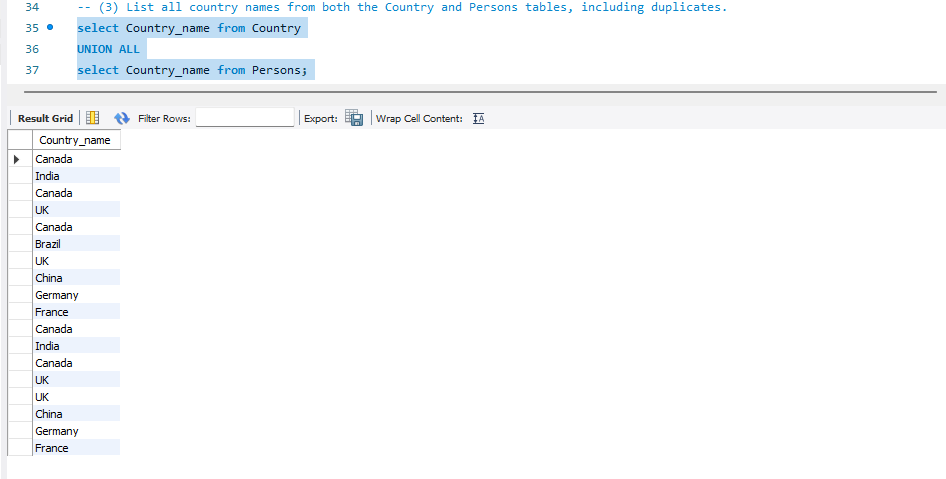 34 -- (3) List all country names from both the Country and Persons tables, including duplicates.
35 select Country_name from Country
36 UNION ALL
37 select Country_name from Persons;
Result Grid Filter Rows: Export: Wrap Cell Content: IA
Country_name
Canada
India
Canada
UK
Canada
Brazil
UK
China
Germany
France
Canada
India
Canada
UK
UK
China
Germany
France